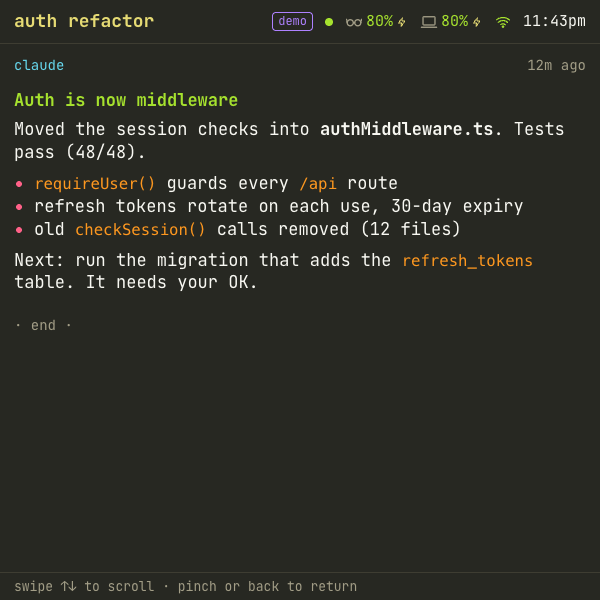 auth refactor
demo 80% 80% 11:43pm
claude 12m ago
Auth is now middleware
Moved the session checks into authMiddleware.ts. Tests
pass (48/48).
• requireUser() guards every /api route
• refresh tokens rotate on each use, 30-day expiry
• old checkSession() calls removed (12 files)
Next: run the migration that adds the refresh_tokens
table. It needs your OK.
· end ·
swipe ↑↓ to scroll · pinch or back to return